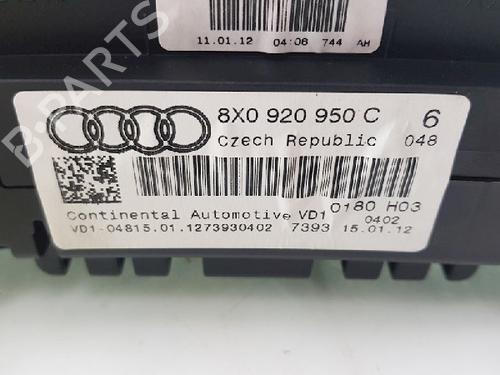 11.01.12 04:06 744 AH
8X0 920 950 C 6
Czech Republic 048
Continental Automotive VD1 0180 H03
0402
VD1-04815.01.1273930402 7393 15.01.12
B-PARTS